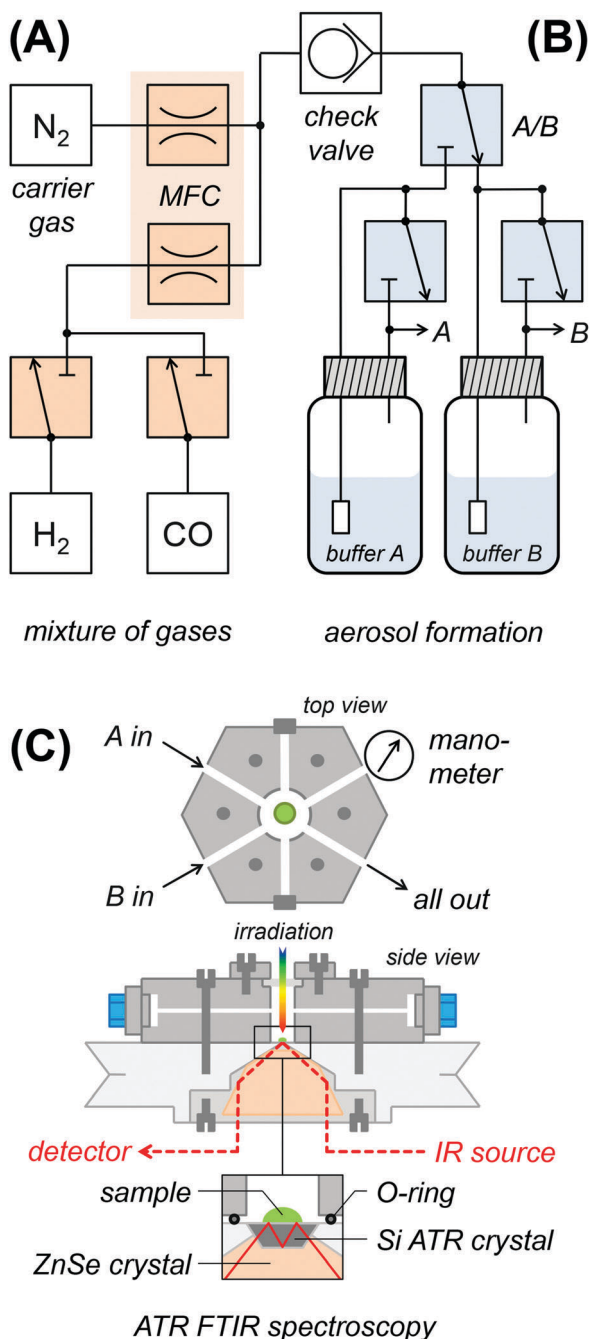 (A)
(B)
N₂
carrier
gas
MFC
check
valve
A/B
A
B
H₂
CO
buffer A
buffer B
mixture of gases
aerosol formation
(C)
top view
A in
mano-
meter
B in
all out
irradiation
side view
detector
IR source
sample
O-ring
Si ATR crystal
ZnSe crystal
ATR FTIR spectroscopy